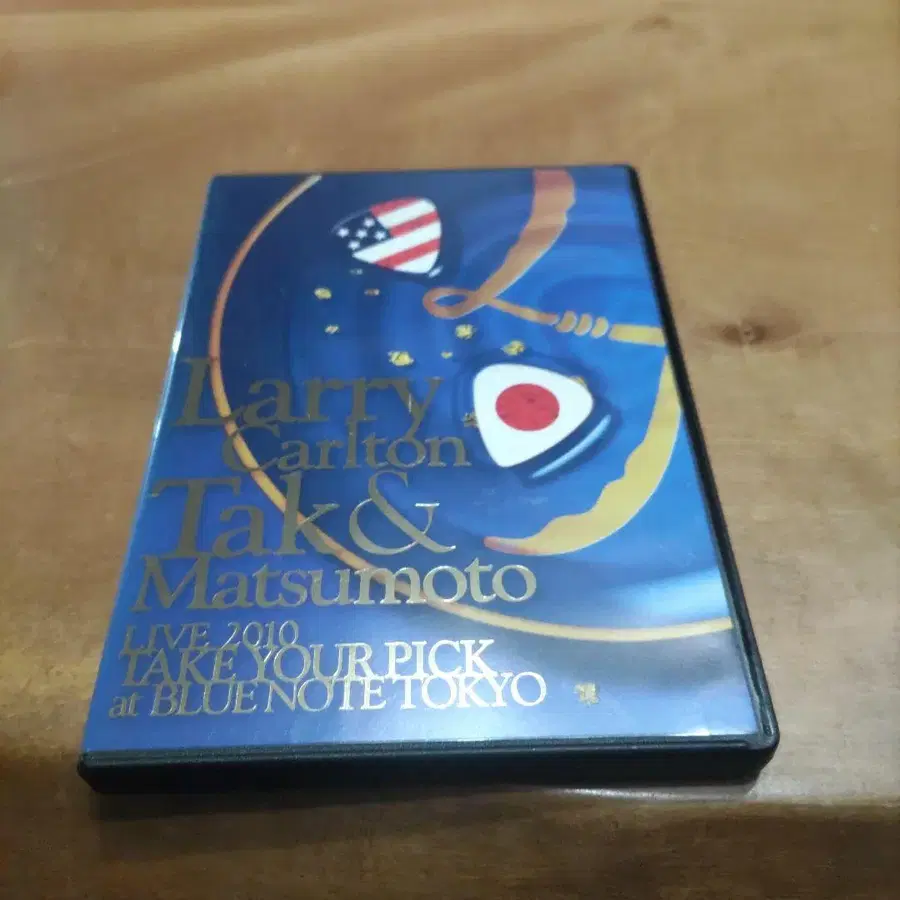 Larry
Carlton
Tak &
Matsumoto
LIVE 2010
TAKE YOUR PICK
at BLUE NOTE TOKYO